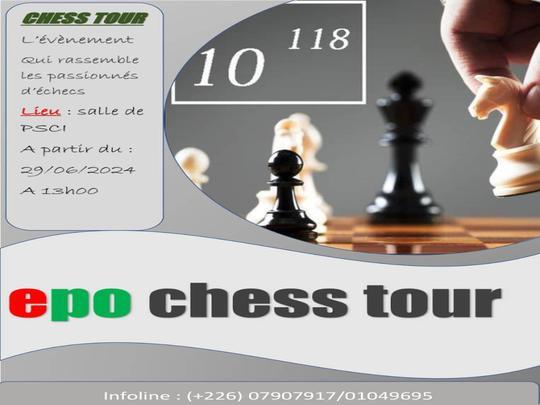 CHESS TOUR
L'évènement
Qui rassemble
les passionnés
d'échecs
Lieu : salle de
PSCI
A partir du :
29/06/2024
A 13h00
10 118
epo chess tour
Infoline : (+226) 07907917/01049695